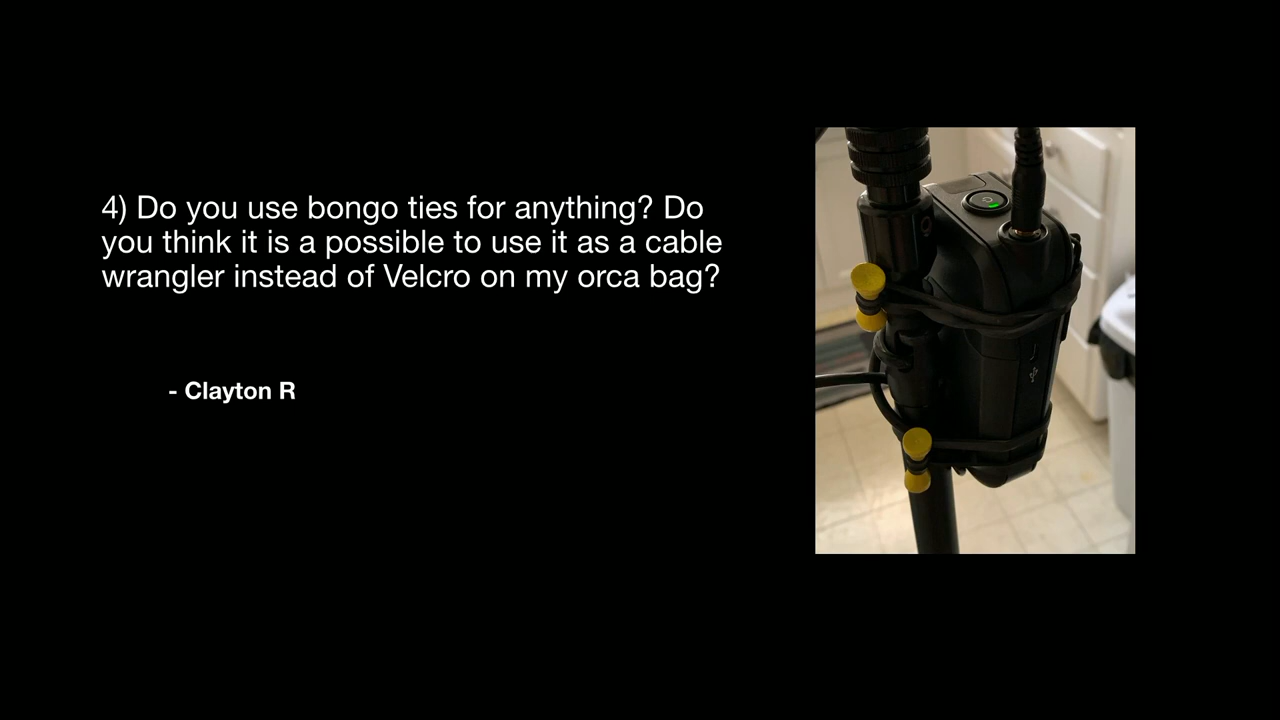 4) Do you use bongo ties for anything? Do
you think it is a possible to use it as a cable
wrangler instead of Velcro on my orca bag?
- Clayton R